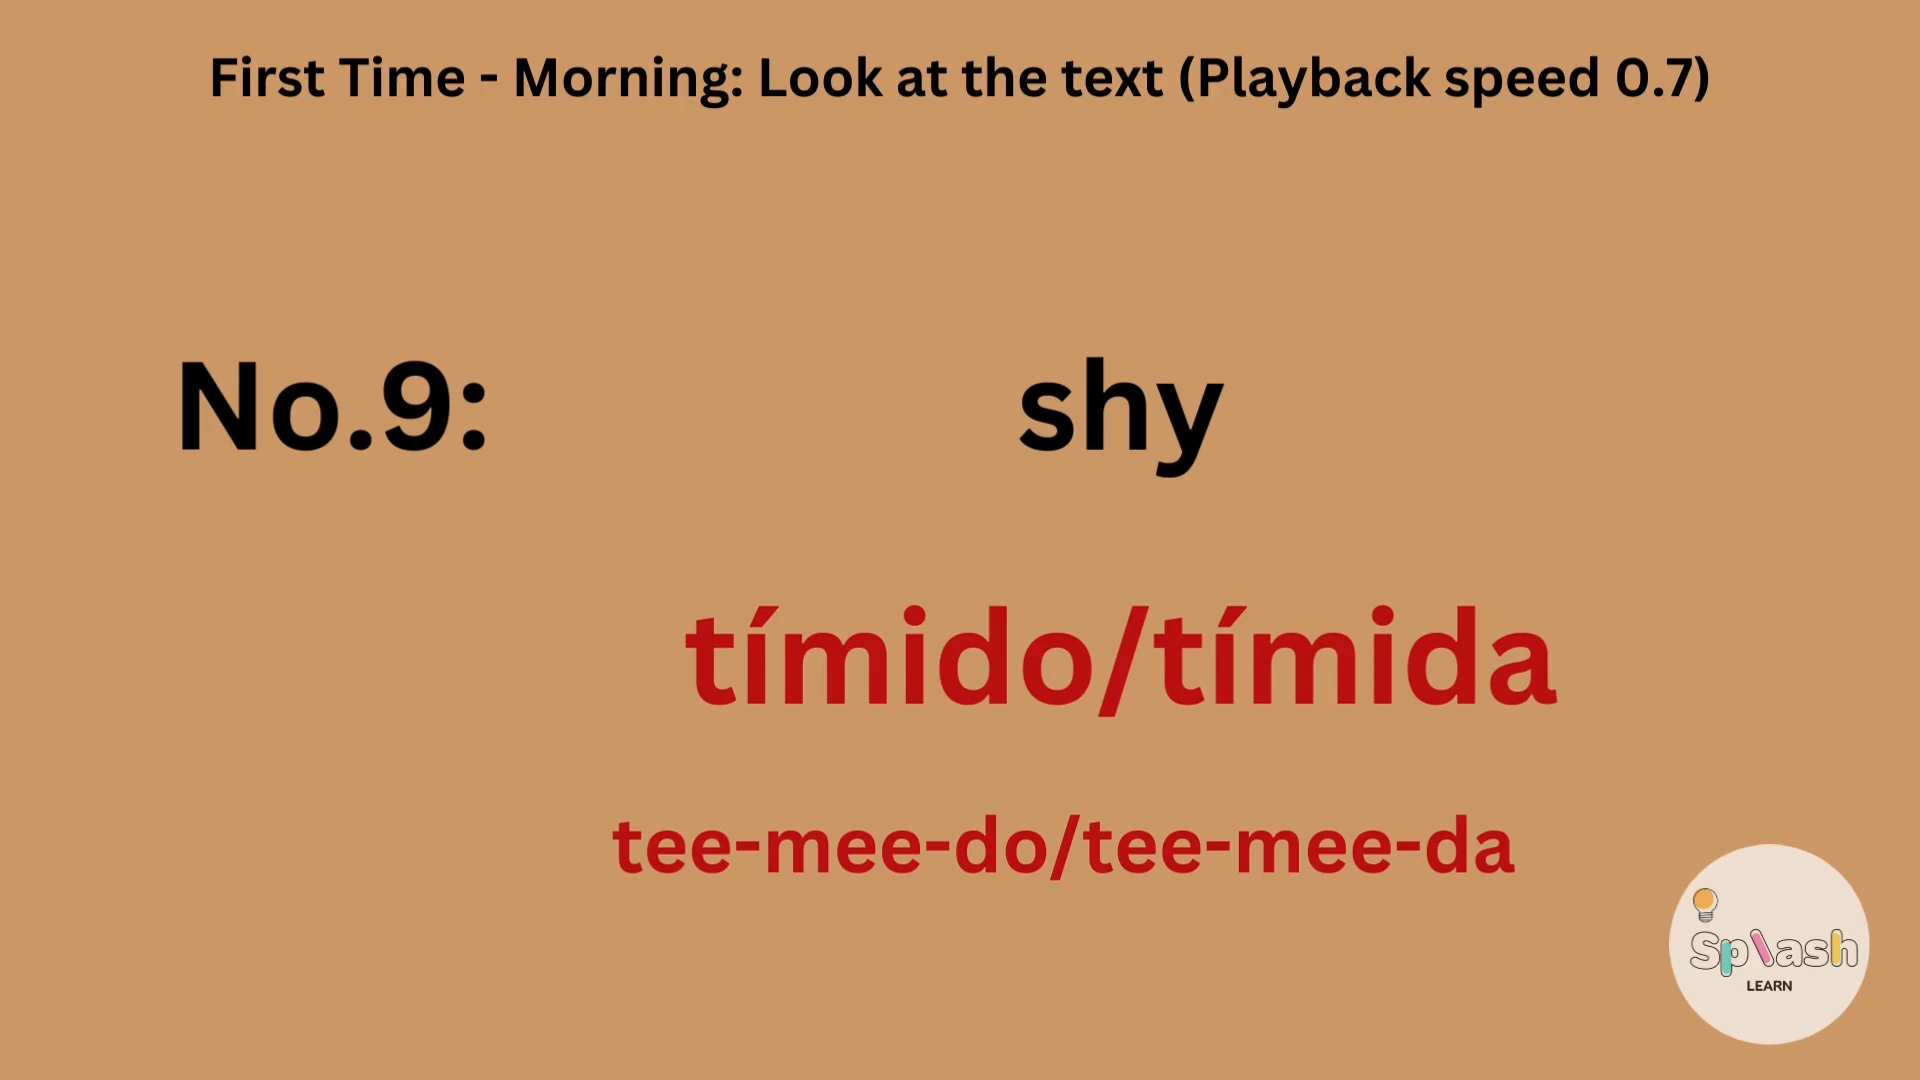 First Time - Morning: Look at the text (Playback speed 0.7)
No.9: shy
tímido/tímida
tee-mee-do/tee-mee-da
Splash
LEARN